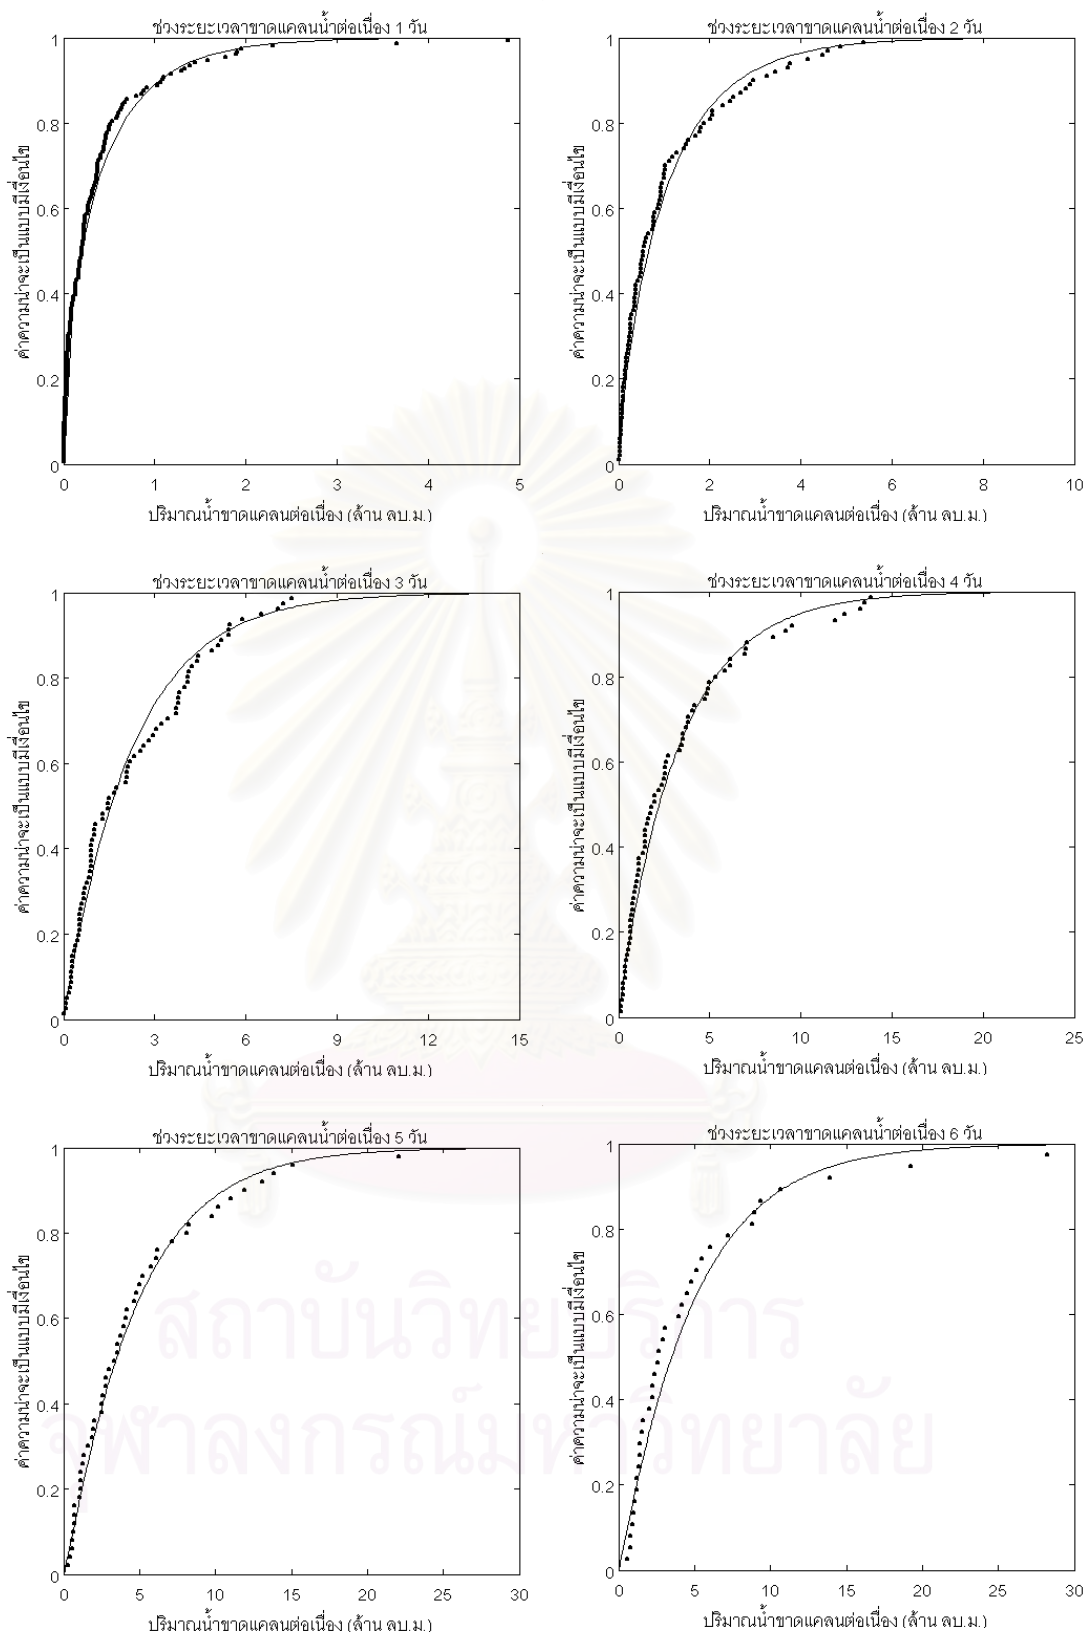 ช่วงระยะเวลาขาดแคลนน้ำต่อเนื่อง 1 วัน
ค่าความน่าจะเป็นแบบมีเงื่อนไข
1
0.8
0.6
0.4
0.2
0
0 1 2 3 4 5
ปริมาณน้ำขาดแคลนต่อเนื่อง (ล้าน ลบ.ม.)
ช่วงระยะเวลาขาดแคลนน้ำต่อเนื่อง 2 วัน
ค่าความน่าจะเป็นแบบมีเงื่อนไข
1
0.8
0.6
0.4
0.2
0
0 2 4 6 8 10
ปริมาณน้ำขาดแคลนต่อเนื่อง (ล้าน ลบ.ม.)
ช่วงระยะเวลาขาดแคลนน้ำต่อเนื่อง 3 วัน
ค่าความน่าจะเป็นแบบมีเงื่อนไข
1
0.8
0.6
0.4
0.2
0
0 3 6 9 12 15
ปริมาณน้ำขาดแคลนต่อเนื่อง (ล้าน ลบ.ม.)
ช่วงระยะเวลาขาดแคลนน้ำต่อเนื่อง 4 วัน
ค่าความน่าจะเป็นแบบมีเงื่อนไข
1
0.8
0.6
0.4
0.2
0
0 5 10 15 20 25
ปริมาณน้ำขาดแคลนต่อเนื่อง (ล้าน ลบ.ม.)
ช่วงระยะเวลาขาดแคลนน้ำต่อเนื่อง 5 วัน
ค่าความน่าจะเป็นแบบมีเงื่อนไข
1
0.8
0.6
0.4
0.2
0
0 5 10 15 20 25 30
ปริมาณน้ำขาดแคลนต่อเนื่อง (ล้าน ลบ.ม.)
ช่วงระยะเวลาขาดแคลนน้ำต่อเนื่อง 6 วัน
ค่าความน่าจะเป็นแบบมีเงื่อนไข
1
0.8
0.6
0.4
0.2
0
0 5 10 15 20 25 30
ปริมาณน้ำขาดแคลนต่อเนื่อง (ล้าน ลบ.ม.)
สถาบันวิทยบริการ
จุฬาลงกรณ์มหาวิทยาลัย